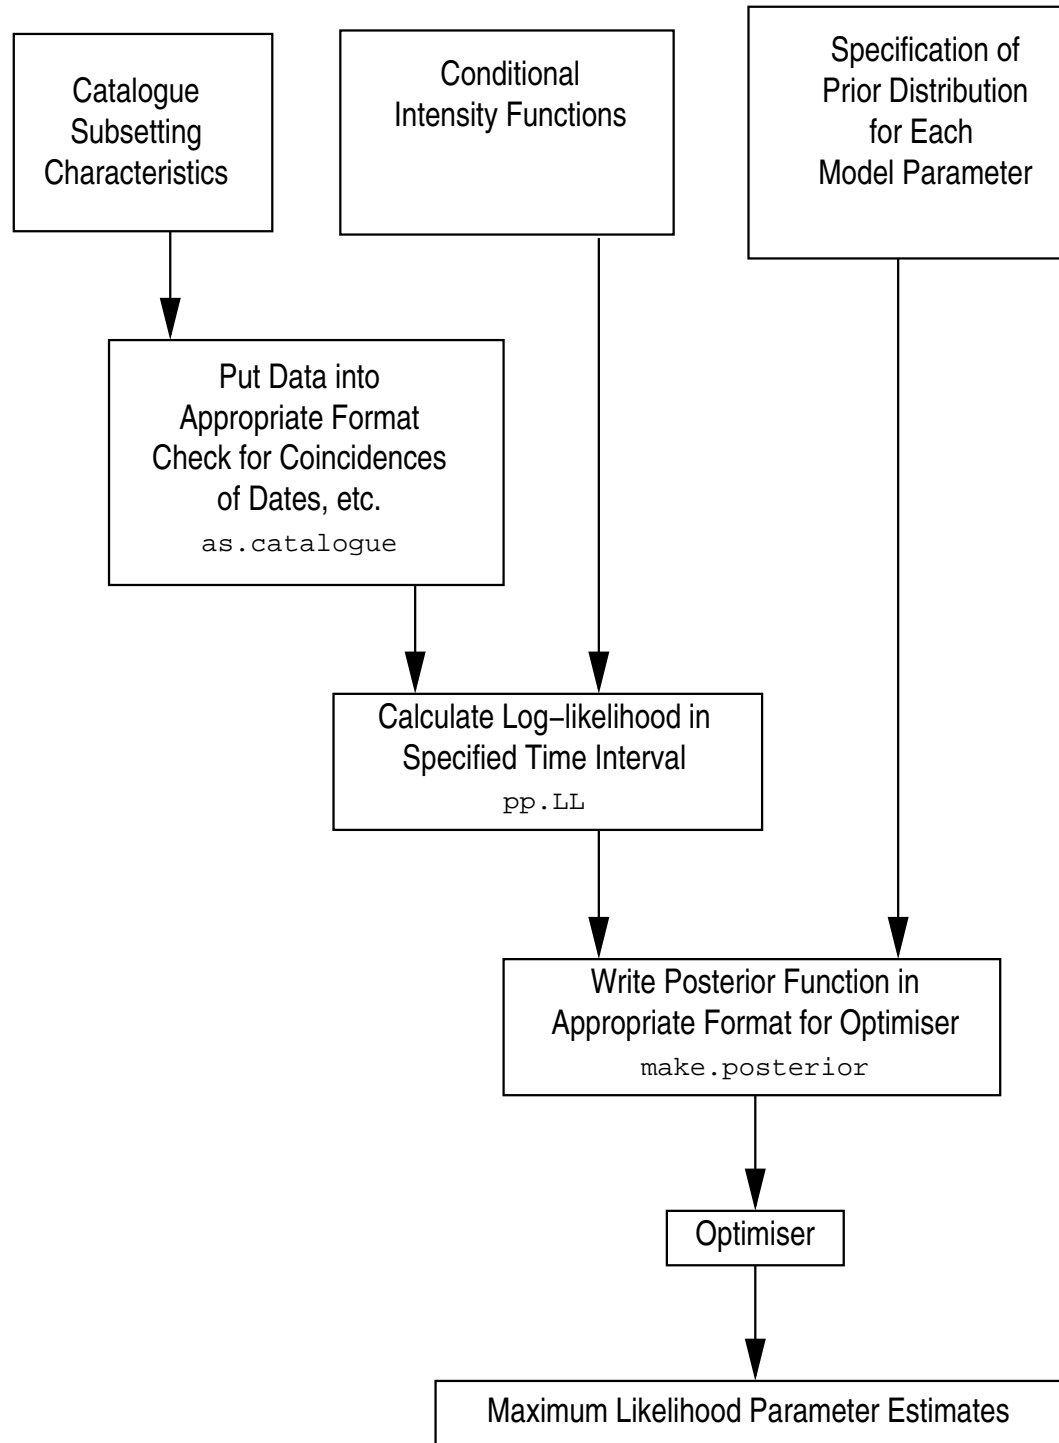 Catalogue
Subsetting
Characteristics
Conditional
Intensity Functions
Specification of
Prior Distribution
for Each
Model Parameter
Put Data into
Appropriate Format
Check for Coincidences
of Dates, etc.
as.catalogue
Calculate Log−likelihood in
Specified Time Interval
pp.LL
Write Posterior Function in
Appropriate Format for Optimiser
make.posterior
Optimiser
Maximum Likelihood Parameter Estimates